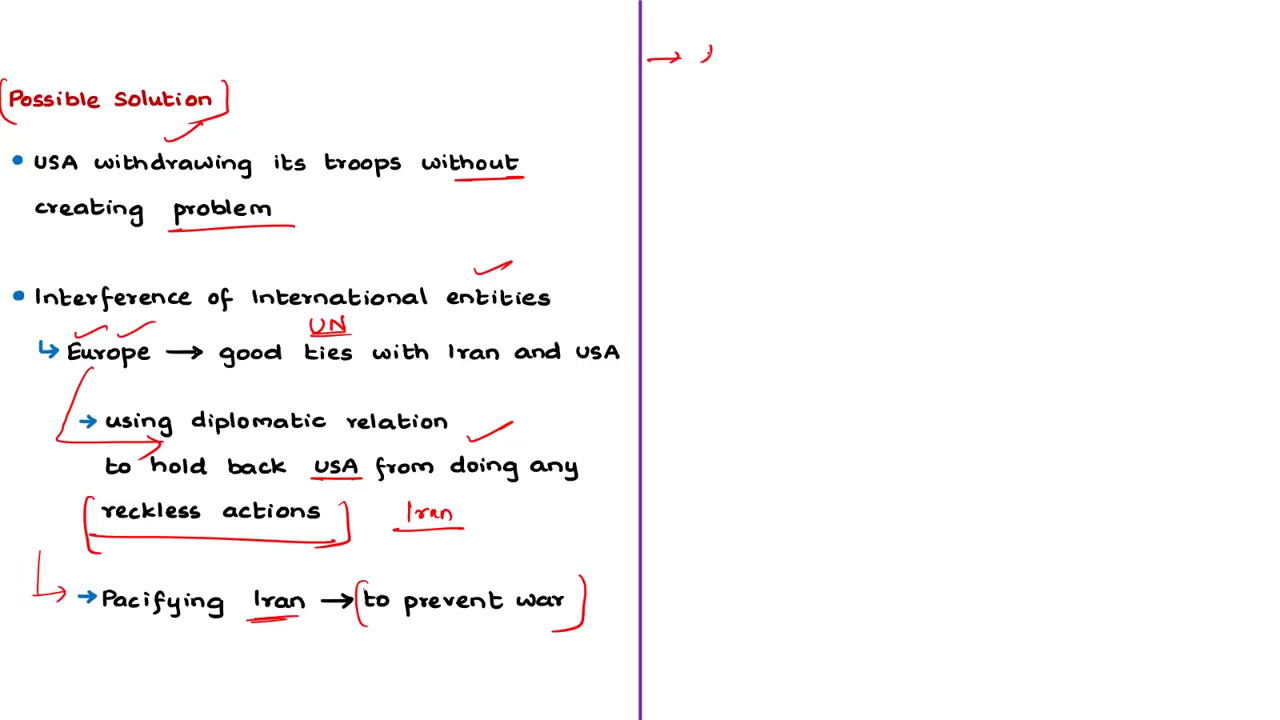 Possible Solution
• USA withdrawing its troops without
creating problem
• Interference of International entities
UN
↳ Europe → good ties with Iran and USA
→ using diplomatic relation
to hold back USA from doing any
reckless actions Iran
→ Pacifying Iran → to prevent war